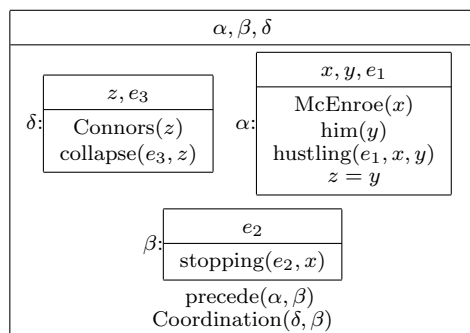 α, β, δ
δ:
z, e₃
Connors(z)
collapse(e₃, z)
α:
x, y, e₁
McEnroe(x)
him(y)
hustling(e₁, x, y)
z = y
β:
e₂
stopping(e₂, x)
precede(α, β)
Coordination(δ, β)